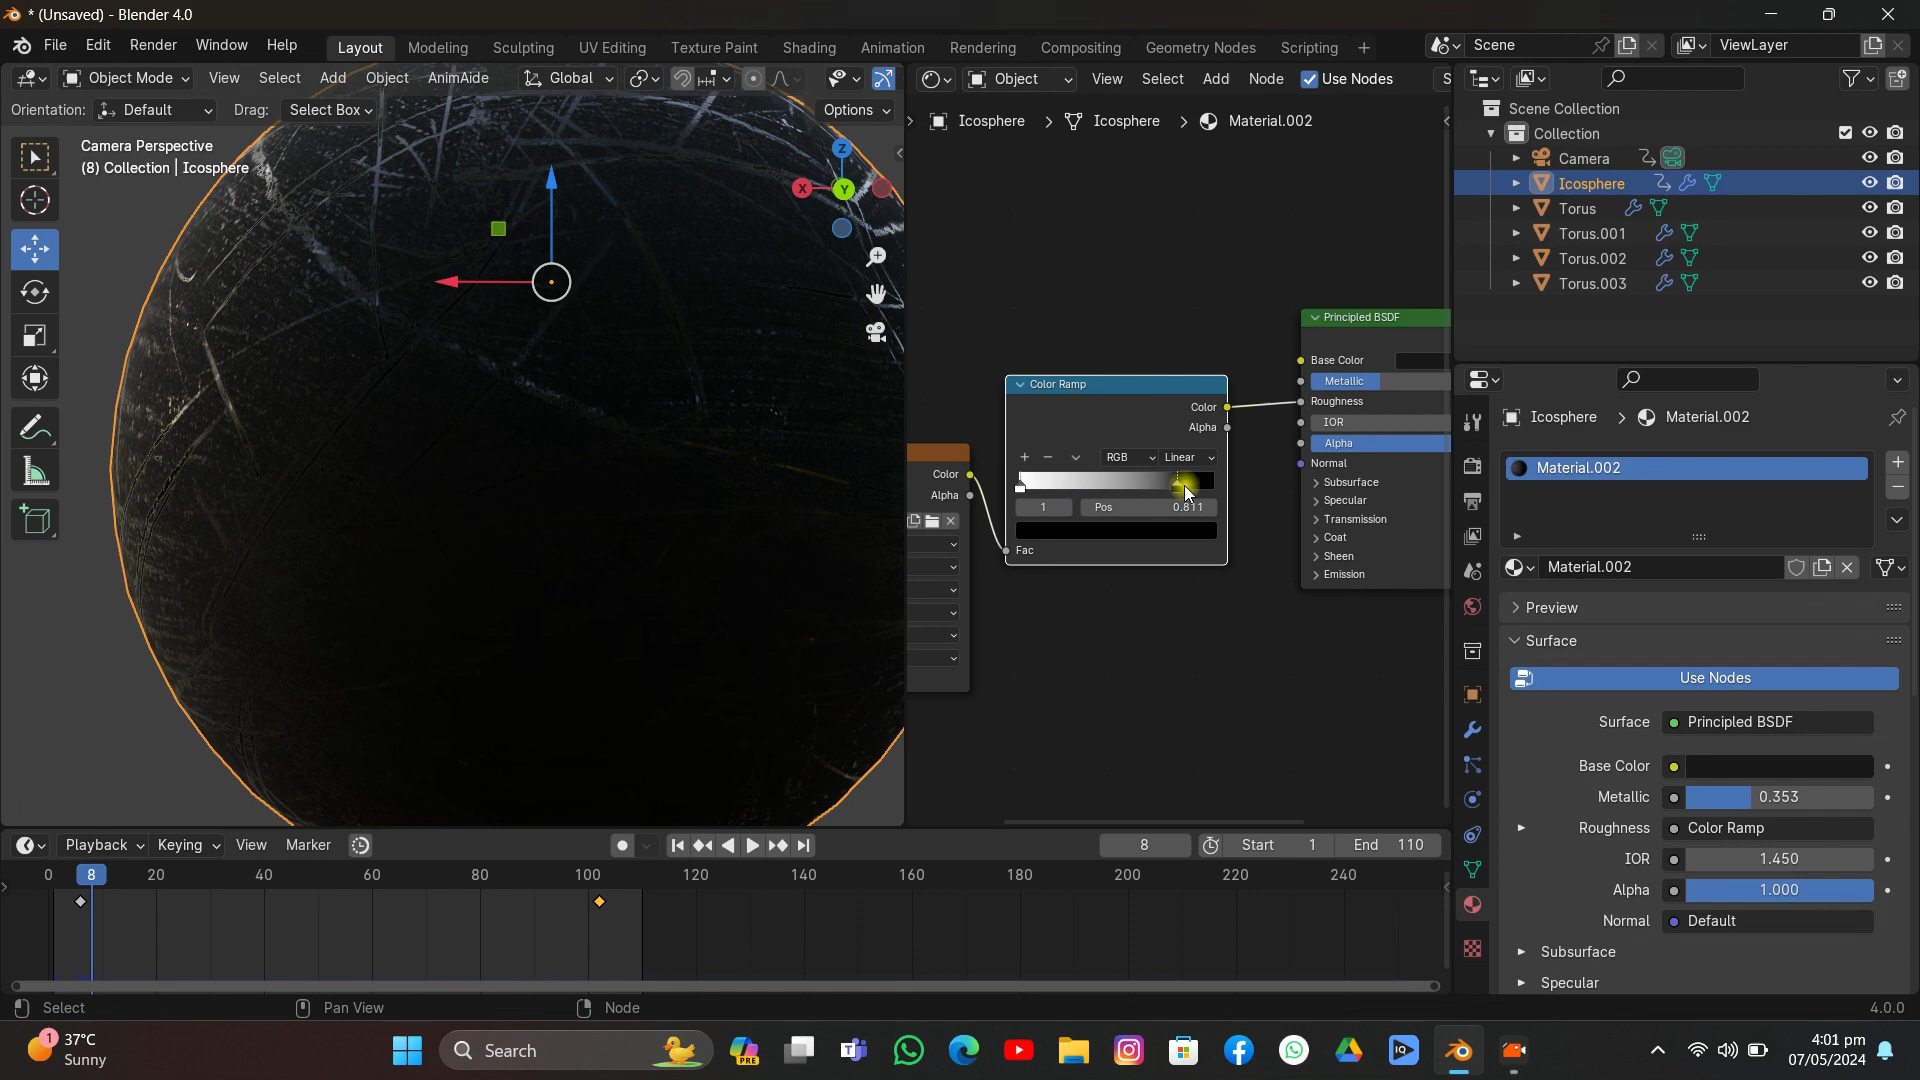 * (Unsaved) - Blender 4.0
File Edit Render Window Help Layout Modeling Sculpting UV Editing Texture Paint Shading Animation Rendering Compositing Geometry Nodes Scripting + Scene ViewLayer
Object Mode View Select Add Object AnimAide Global
Object View Select Add Node Use Nodes S
Orientation: Default Drag: Select Box Options
Camera Perspective
(8) Collection | Icosphere
Z
X
Y
Icosphere > Icosphere > Material.002
Color
Alpha
Color Ramp
Color
Alpha
+ − RGB Linear
1 Pos 0.811
Fac
Principled BSDF
Base Color
Metallic
Roughness
IOR
Alpha
Normal
Subsurface
Specular
Transmission
Coat
Sheen
Emission
Scene Collection
Collection
Camera
Icosphere
Torus
Torus.001
Torus.002
Torus.003
Icosphere > Material.002
Material.002
Material.002
Preview
Surface
Use Nodes
Surface Principled BSDF
Base Color
Metallic 0.353
Roughness Color Ramp
IOR 1.450
Alpha 1.000
Normal Default
Subsurface
Specular
Playback Keying View Marker 8 Start 1 End 110
0 8 20 40 60 80 100 120 140 160 180 200 220 240
Select Pan View Node 4.0.0
1 37°C
Sunny
Search
PRE
IQ
4:01 pm
07/05/2024